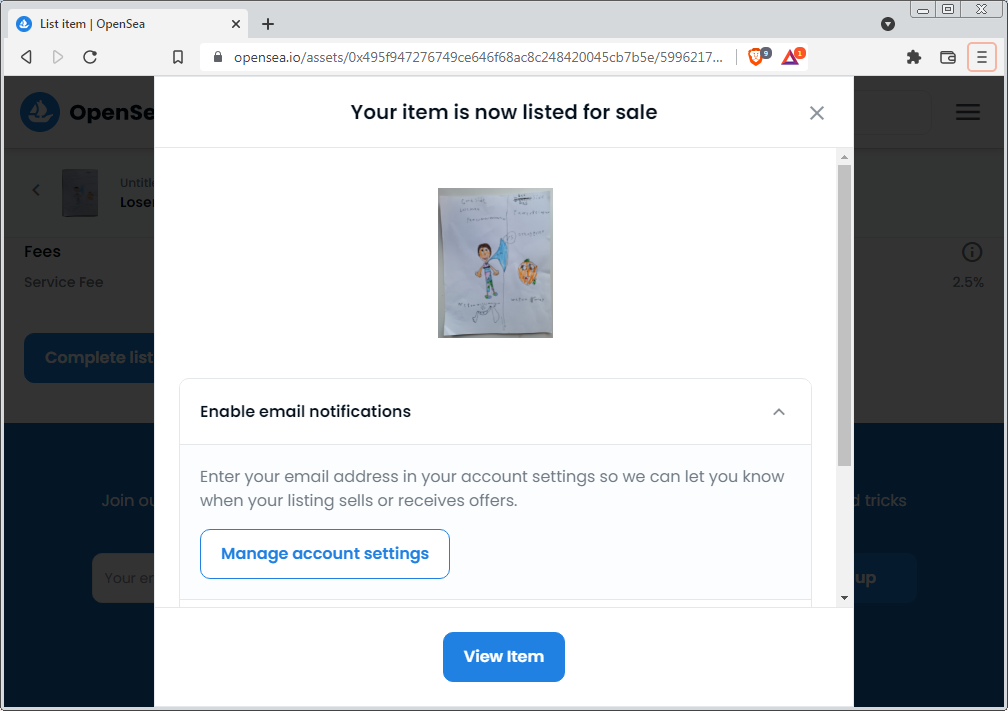 List item | OpenSea
opensea.io/assets/0x495f947276749ce646f68ac8c248420045cb7b5e/5996217...
9
1
OpenSea
Your item is now listed for sale
Untitle
Loser
Fees
Service Fee
2.5%
Complete list
Enable email notifications
Enter your email address in your account settings so we can let you know
when your listing sells or receives offers.
Manage account settings
Join ou
d tricks
Your em
up
View Item